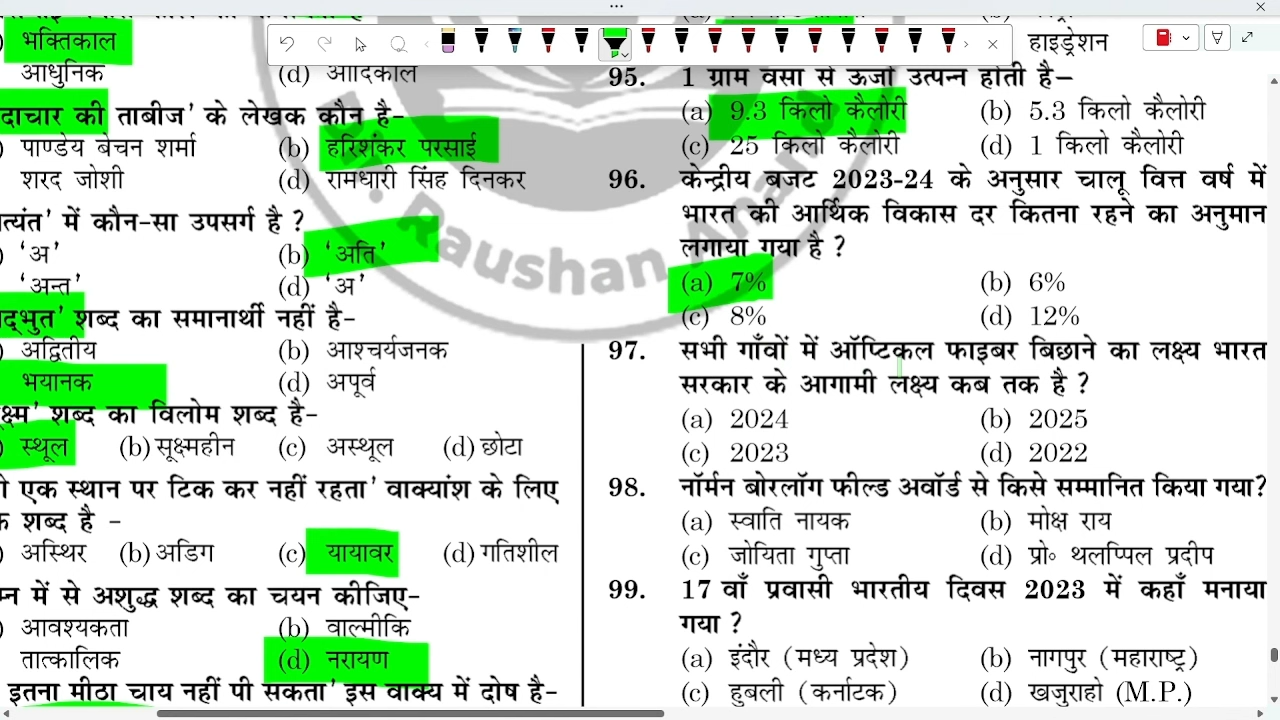 भक्तिकाल
आधुनिक (d) आदिकाल
दाचार की ताबीज' के लेखक कौन है-
पाण्डेय बेचन शर्मा (b) हरिशंकर परसाई
शरद जोशी (d) रामधारी सिंह दिनकर
त्यंत' में कौन-सा उपसर्ग है ?
'अ' (b) 'अति'
'अन्त' (d) 'अ'
द्भुत' शब्द का समानार्थी नहीं है-
अद्वितीय (b) आश्चर्यजनक
भयानक (d) अपूर्व
क्ष्म' शब्द का विलोम शब्द है-
स्थूल (b) सूक्ष्महीन (c) अस्थूल (d) छोटा
एक स्थान पर टिक कर नहीं रहता' वाक्यांश के लिए
शब्द है -
अस्थिर (b) अडिग (c) यायावर (d) गतिशील
म्न में से अशुद्ध शब्द का चयन कीजिए-
आवश्यकता (b) वाल्मीकि
तात्कालिक (d) नरायण
इतना मीठा चाय नहीं पी सकता' इस वाक्य में दोष है-
हाइड्रेशन
95. 1 ग्राम वसा से ऊर्जा उत्पन्न होती है–
(a) 9.3 किलो कैलोरी (b) 5.3 किलो कैलोरी
(c) 25 किलो कैलोरी (d) 1 किलो कैलोरी
96. केन्द्रीय बजट 2023-24 के अनुसार चालू वित्त वर्ष में
भारत की आर्थिक विकास दर कितना रहने का अनुमान
लगाया गया है ?
(a) 7% (b) 6%
(c) 8% (d) 12%
97. सभी गाँवों में ऑप्टिकल फाइबर बिछाने का लक्ष्य भारत
सरकार के आगामी लक्ष्य कब तक है ?
(a) 2024 (b) 2025
(c) 2023 (d) 2022
98. नॉर्मन बोरलॉग फील्ड अवॉर्ड से किसे सम्मानित किया गया?
(a) स्वाति नायक (b) मोक्ष राय
(c) जोयिता गुप्ता (d) प्रो० थलप्पिल प्रदीप
99. 17 वाँ प्रवासी भारतीय दिवस 2023 में कहाँ मनाया
गया ?
(a) इंदौर (मध्य प्रदेश) (b) नागपुर (महाराष्ट्र)
(c) हुबली (कर्नाटक) (d) खजुराहो (M.P.)
Raushan Anand